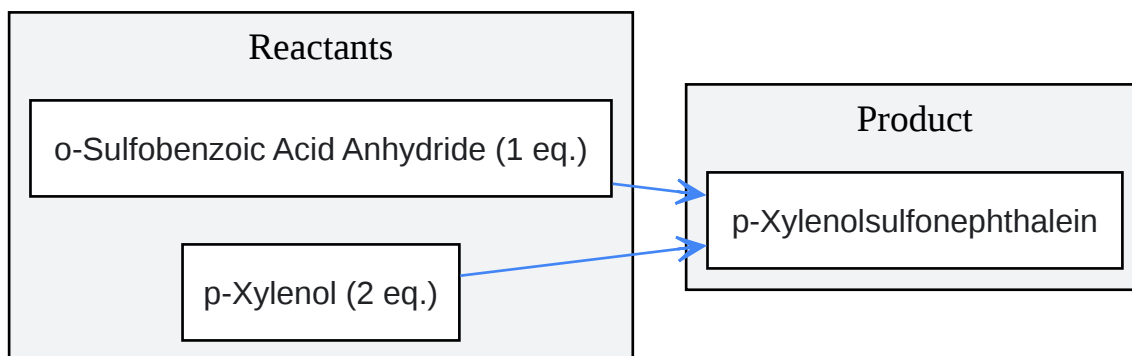 Reactants
o-Sulfobenzoic Acid Anhydride (1 eq.)
p-Xylenol (2 eq.)
Product
p-Xylenolsulfonephthalein